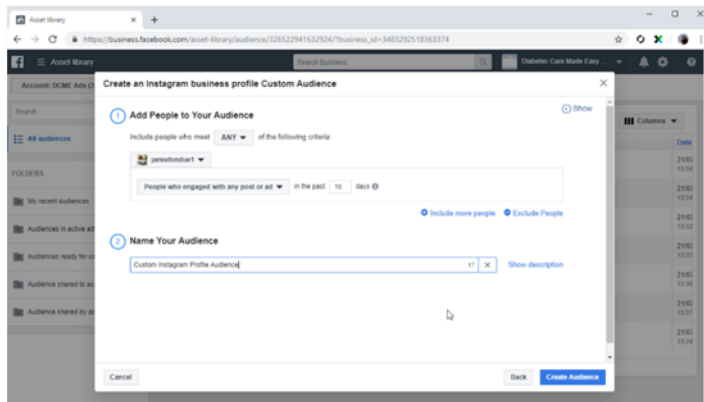 Asset library
https://business.facebook.com/asset-library/audience/326522941632924/?business_id=3483292518363374
Asset library
Search Business
Diabetes Care Made Easy ...
Account: DCME Ads (3
Create an Instagram business profile Custom Audience
Search
1 Add People to Your Audience
Show
Columns
Include people who meet ANY of the following criteria:
All audiences
Date
jamiefondue1
FOLDERS
People who engaged with any post or ad in the past 10 days
My recent audiences
Include more people Exclude People
Audiences in active ad
2 Name Your Audience
Audiences ready for us
Custom Instagram Profile Audience
Show description
Audience shared to ac
Audience shared by ac
Cancel
Back
Create Audience